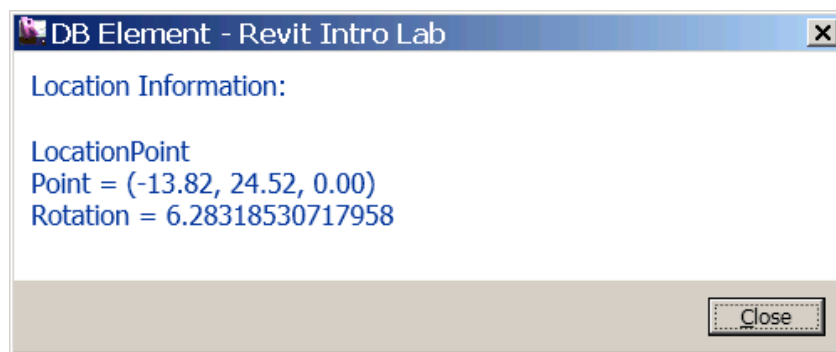 DB Element - Revit Intro Lab
Location Information:
LocationPoint
Point = (-13.82, 24.52, 0.00)
Rotation = 6.28318530717958
Close